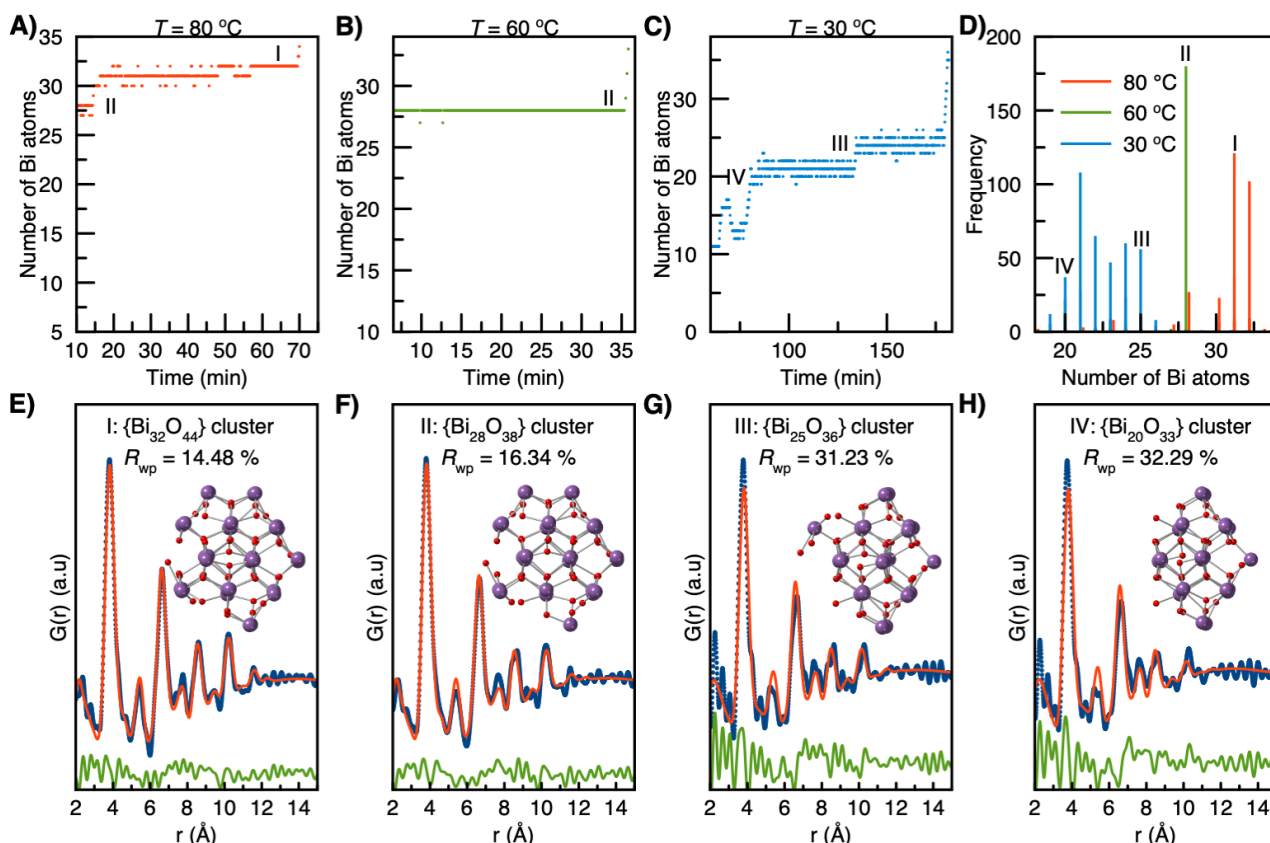 A)
T = 80 °C
35
30
25
20
15
10
5
Number of Bi atoms
I
II
10 20 30 40 50 60 70
Time (min)
B)
T = 60 °C
30
25
20
15
10
Number of Bi atoms
II
10 15 20 25 30 35
Time (min)
C)
T = 30 °C
30
20
10
0
Number of Bi atoms
IV
III
100 150
Time (min)
D)
200
150
100
50
0
Frequency
II
80 °C
60 °C
30 °C
I
III
IV
20 25 30
Number of Bi atoms
E)
I: {Bi32O44} cluster
Rwp = 14.48 %
G(r) (a.u)
2 4 6 8 10 12 14
r (Å)
F)
II: {Bi28O38} cluster
Rwp = 16.34 %
G(r) (a.u)
2 4 6 8 10 12 14
r (Å)
G)
III: {Bi25O36} cluster
Rwp = 31.23 %
G(r) (a.u)
2 4 6 8 10 12 14
r (Å)
H)
IV: {Bi20O33} cluster
Rwp = 32.29 %
G(r) (a.u)
2 4 6 8 10 12 14
r (Å)